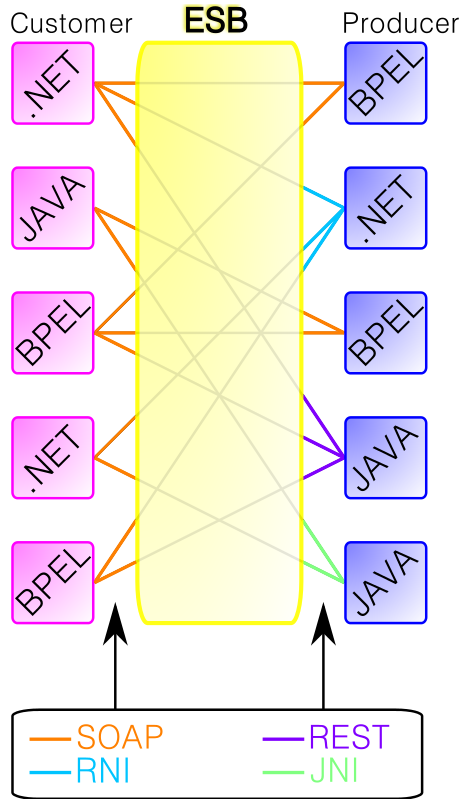 Customer ESB Producer
.NET BPEL
JAVA .NET
BPEL BPEL
.NET JAVA
BPEL JAVA
SOAP REST
RNI JNI